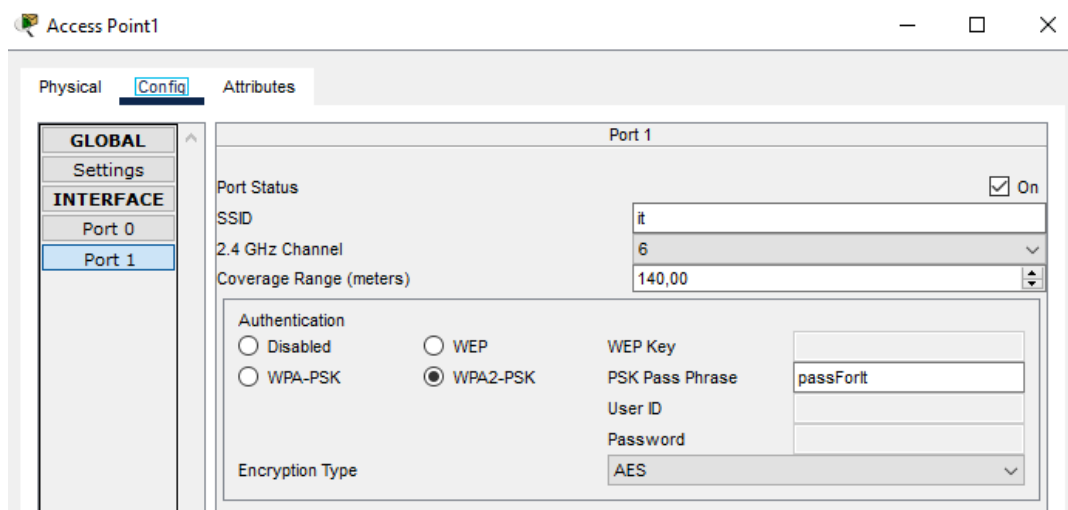 Access Point1
Physical Config Attributes
GLOBAL
Settings
INTERFACE
Port 0
Port 1
Port 1
Port Status On
SSID it
2.4 GHz Channel 6
Coverage Range (meters) 140,00
Authentication
Disabled WEP WEP Key
WPA-PSK WPA2-PSK PSK Pass Phrase passForIt
User ID
Password
Encryption Type AES